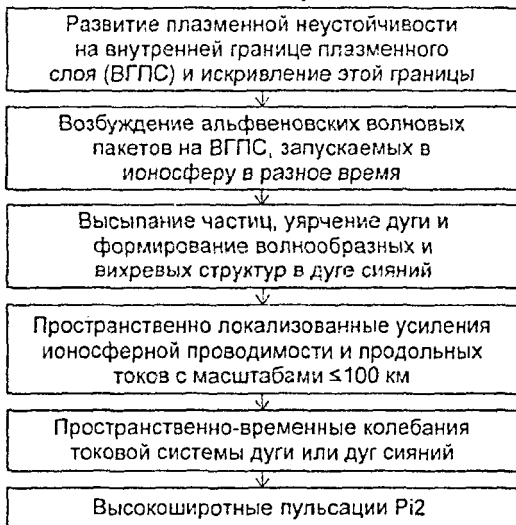 Развитие плазменной неустойчивости
на внутренней границе плазменного
слоя (ВГПС) и искривление этой границы
Возбуждение альфвеновских волновых
пакетов на ВГПС, запускаемых в
ионосферу в разное время
Высыпание частиц, уярчение дуги и
формирование волнообразных и
вихревых структур в дуге сияний
Пространственно локализованные усиления
ионосферной проводимости и продольных
токов с масштабами ≤100 км
Пространственно-временные колебания
токовой системы дуги или дуг сияний
Высокоширотные пульсации Pi2